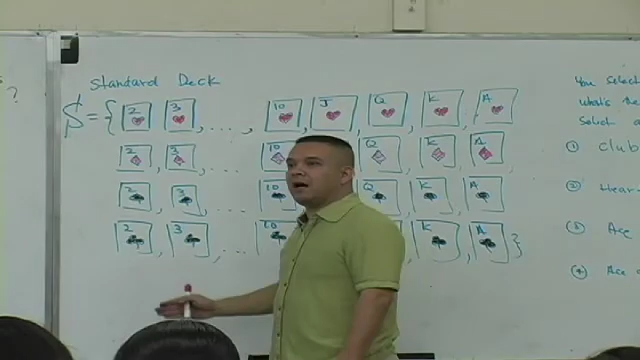 ?
Standard Deck
S = { 2 , 3 , ... , 10 , J , Q , K , A ,
2 , 3 , ... 10 Q , K , A ,
2 , 3 , ... 10 Q , K , A ,
2 , 3 , ... 10 , K , A }
You select
what's the
Select a
① Club
② Hear
③ Ace
④ Ace